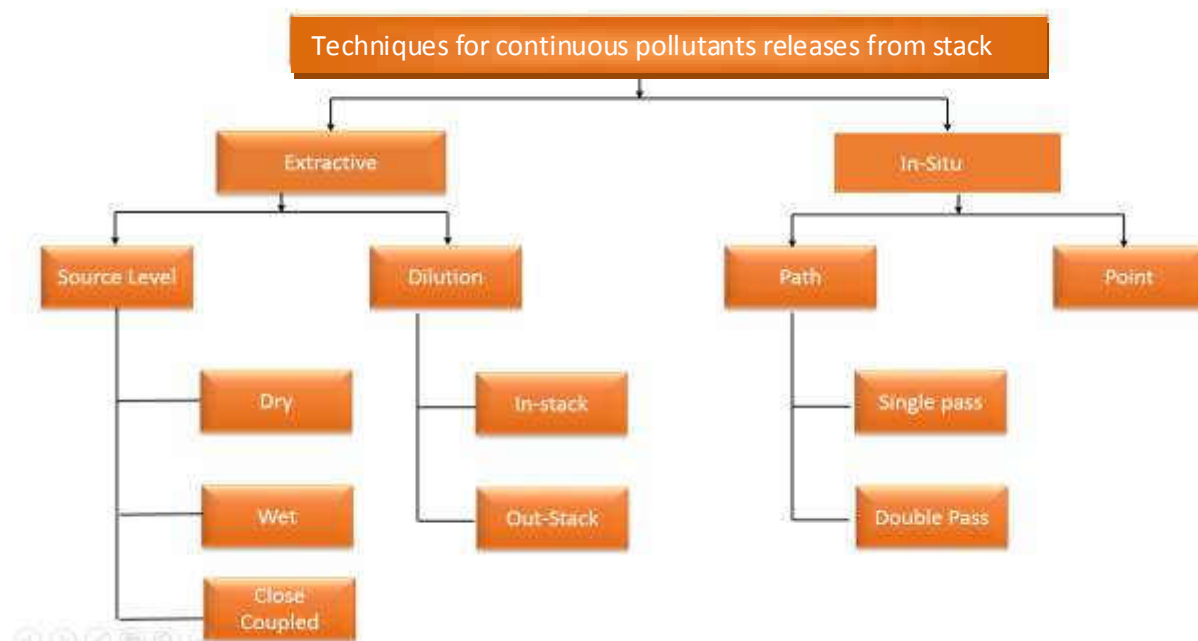 Techniques for continuous pollutants releases from stack
Extractive
In-Situ
Source Level
Dilution
Path
Point
Dry
In-stack
Single pass
Wet
Out-Stack
Double Pass
Close
Coupled